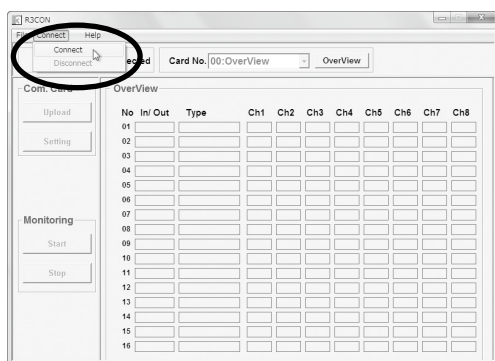 R3CON
Connect Help
Connect
Disconnect
Card No. 00:OverView OverView
Com. Card
Upload
Setting
Monitoring
Start
Stop
OverView
No In/ Out Type Ch1 Ch2 Ch3 Ch4 Ch5 Ch6 Ch7 Ch8
01
02
03
04
05
06
07
08
09
10
11
12
13
14
15
16